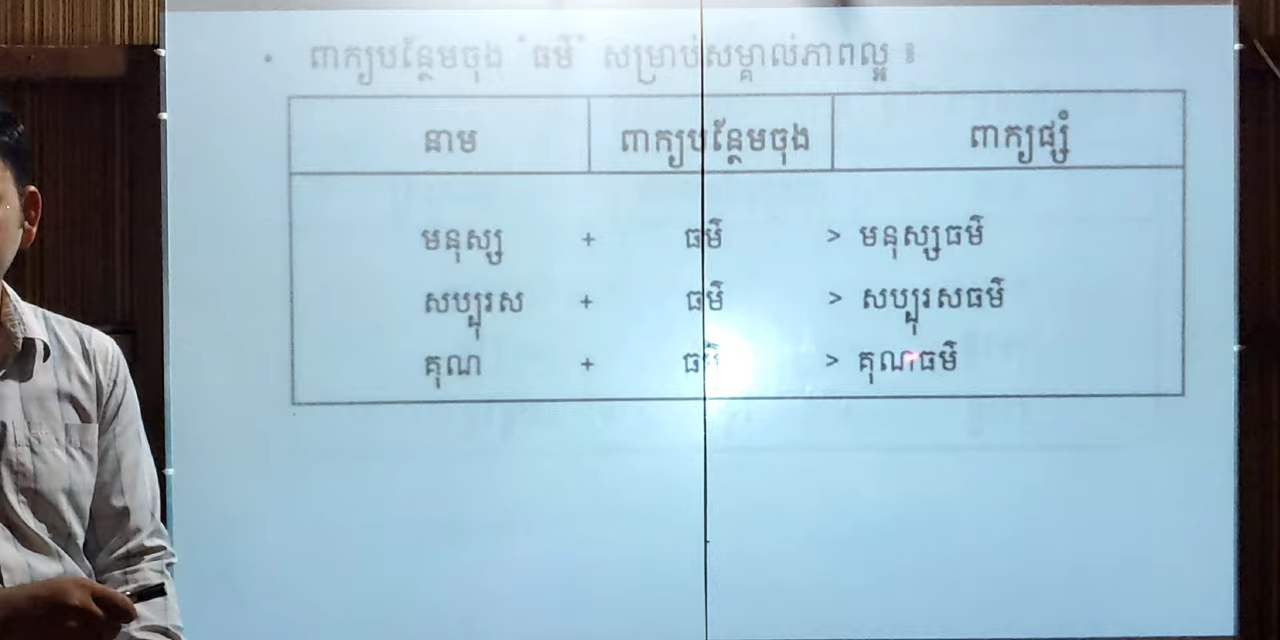 • ពាក្យបន្ថែមចុង "ធម៌" សម្រាប់សម្គាល់ភាពល្អ ៖
នាម ពាក្យបន្ថែមចុង ពាក្យផ្សំ
មនុស្ស + ធម៌ > មនុស្សធម៌
សប្បុរស + ធម៌ > សប្បុរសធម៌
គុណ + ធម៌ > គុណធម៌